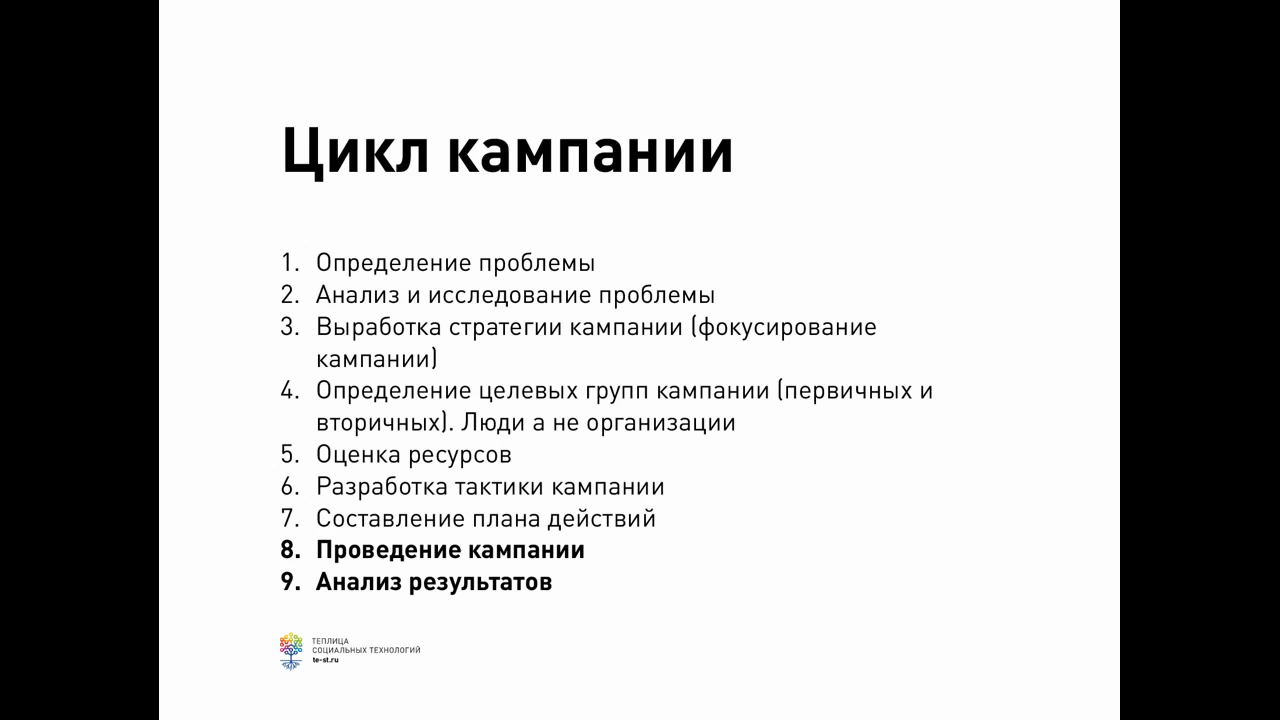 Цикл кампании
1. Определение проблемы
2. Анализ и исследование проблемы
3. Выработка стратегии кампании (фокусирование
кампании)
4. Определение целевых групп кампании (первичных и
вторичных). Люди а не организации
5. Оценка ресурсов
6. Разработка тактики кампании
7. Составление плана действий
8. Проведение кампании
9. Анализ результатов
ТЕПЛИЦА
СОЦИАЛЬНЫХ ТЕХНОЛОГИЙ
te-st.ru